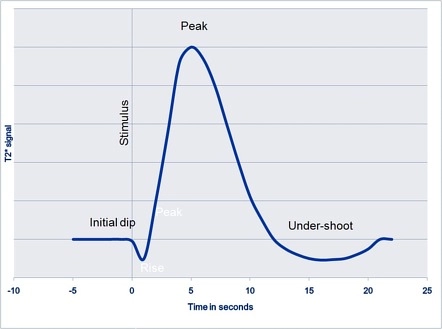 Peak
Stimulus
T2* signal
Peak
Initial dip
Under-shoot
Rise
-10 -5 0 5 10 15 20 25
Time in seconds